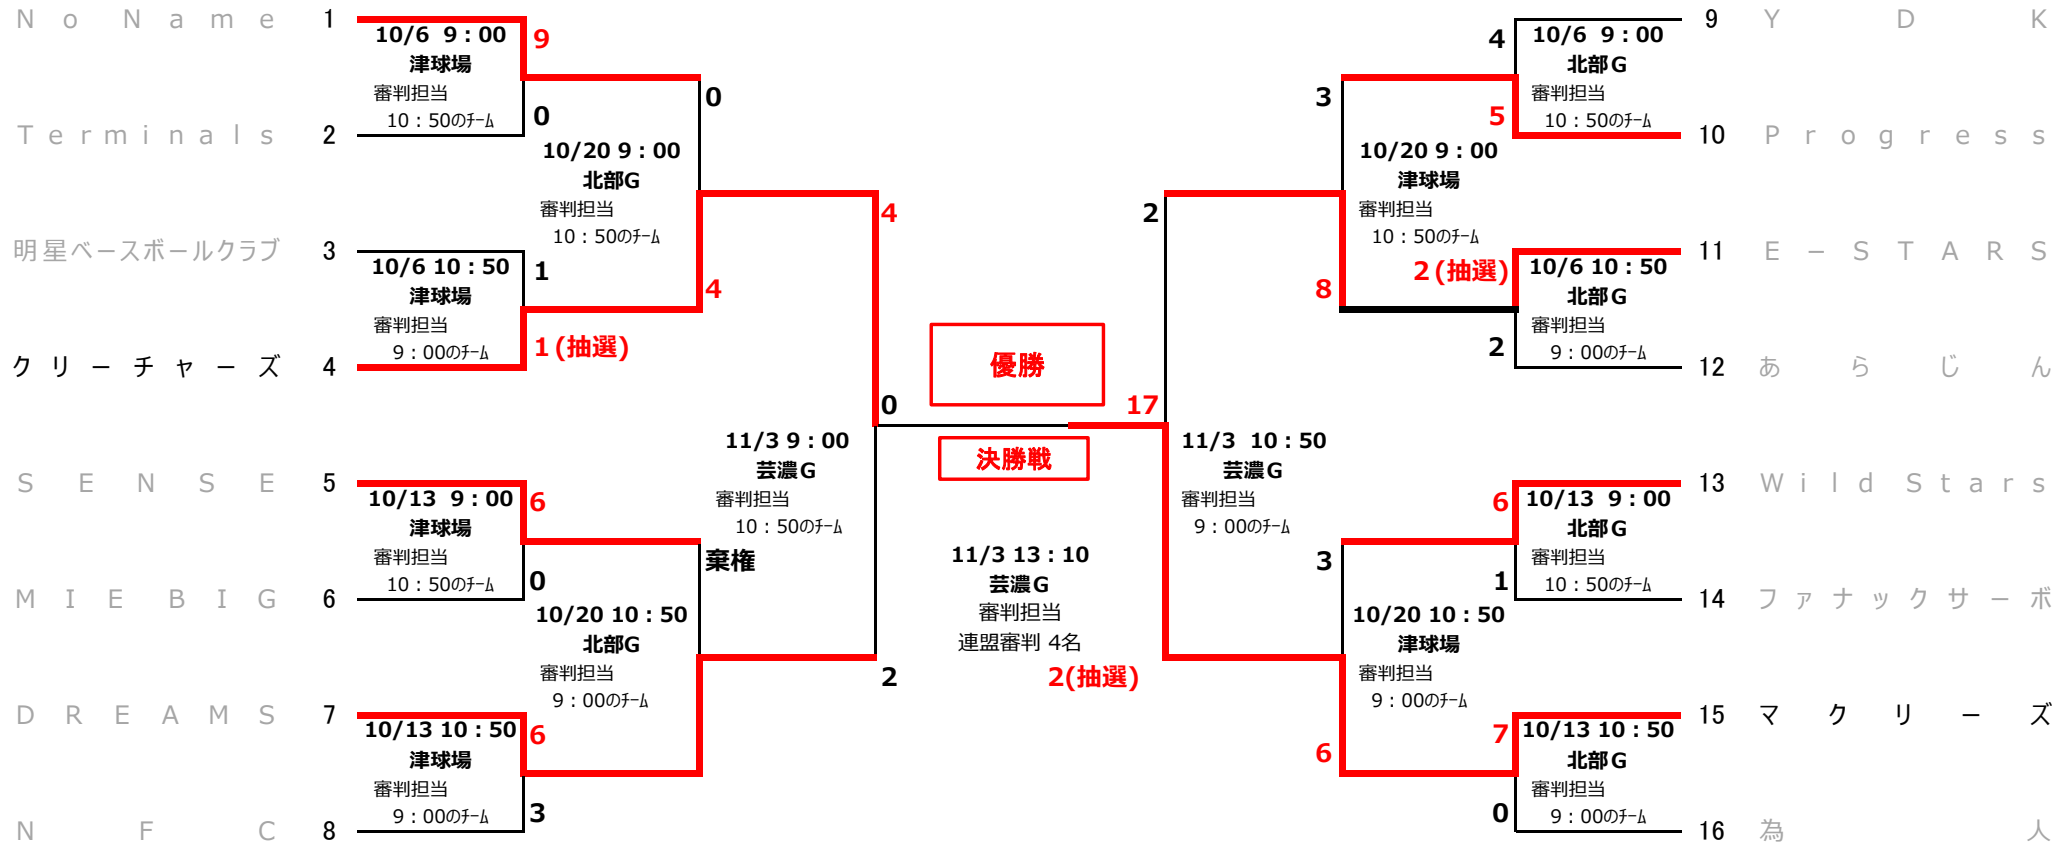 No Name 1
10/6 9：00
津球場
審判担当
10：50のﾁｰﾑ
9
0
Terminals 2
0
10/20 9：00
北部G
審判担当
10：50のﾁｰﾑ
4
明星ベースボールクラブ 3
10/6 10：50
津球場
審判担当
9：00のﾁｰﾑ
1
1(抽選)
クリーチャーズ 4
4
0
11/3 9：00
芸濃G
審判担当
10：50のﾁｰﾑ
2
SENSE 5
10/13 9：00
津球場
審判担当
10：50のﾁｰﾑ
6
0
棄権
MIE BIG 6
10/20 10：50
北部G
審判担当
9：00のﾁｰﾑ
DREAMS 7
10/13 10：50
津球場
審判担当
9：00のﾁｰﾑ
6
3
NFC 8
優勝
決勝戦
17
11/3 13：10
芸濃G
審判担当
連盟審判 4名
2(抽選)
9 YDK
10/6 9：00
北部G
審判担当
10：50のﾁｰﾑ
4
5
3
10 Progress
10/20 9：00
津球場
審判担当
10：50のﾁｰﾑ
2
8
11 E－STARS
2(抽選)
10/6 10：50
北部G
審判担当
9：00のﾁｰﾑ
2
12 あらじん
11/3 10：50
芸濃G
審判担当
9：00のﾁｰﾑ
13 Wild Stars
6
10/13 9：00
北部G
審判担当
10：50のﾁｰﾑ
1
3
14 ファナックサーボ
10/20 10：50
津球場
審判担当
9：00のﾁｰﾑ
6
15 マクリーズ
7
10/13 10：50
北部G
審判担当
9：00のﾁｰﾑ
0
16 為人